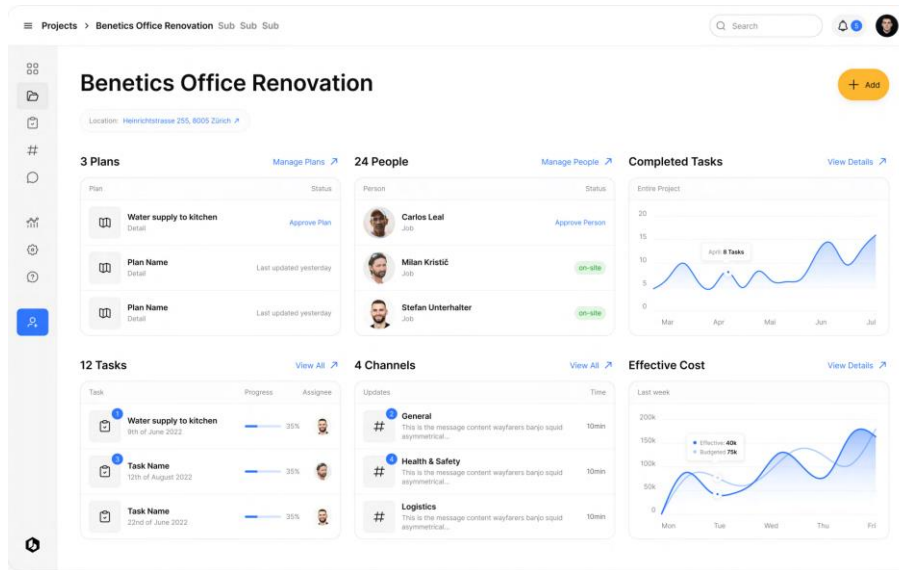 Projects > Benetics Office Renovation Sub Sub Sub
Search
5
Benetics Office Renovation
+ Add
Location: Heinrichstrasse 255, 8005 Zürich ↗
3 Plans
Manage Plans ↗
Plan Status
Water supply to kitchen
Detail
Approve Plan
Plan Name
Detail
Last updated yesterday
Plan Name
Detail
Last updated yesterday
24 People
Manage People ↗
Person Status
Carlos Leal
Job
Approve Person
Milan Kristič
Job
on-site
Stefan Unterhalter
Job
on-site
Completed Tasks
View Details ↗
Entire Project
20
15
10
5
0
April: 8 Tasks
Mar Apr Mai Jun Jul
12 Tasks
View All ↗
Task Progress Assignee
1
Water supply to kitchen
9th of June 2022
35%
3
Task Name
12th of August 2022
35%
Task Name
22nd of June 2022
35%
4 Channels
View All ↗
Updates Time
2
General
This is the message content wayfarers banjo squid
asymmetrical...
10min
4
Health & Safety
This is the message content wayfarers banjo squid
asymmetrical...
10min
Logistics
This is the message content wayfarers banjo squid
asymmetrical...
10min
Effective Cost
View Details ↗
Last week
200k
150k
100k
50k
0
Effective: 40k
Budgeted 75k
Mon Tue Wed Thu Fri